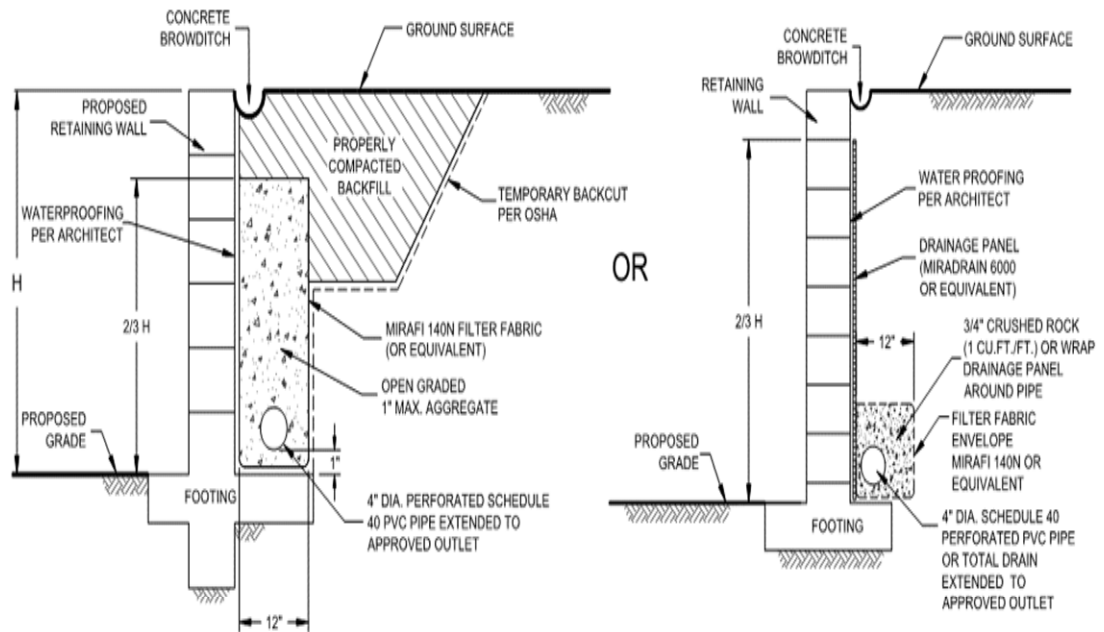 CONCRETE
BROWDITCH
GROUND SURFACE
PROPOSED
RETAINING WALL
PROPERLY
COMPACTED
BACKFILL
TEMPORARY BACKCUT
PER OSHA
WATERPROOFING
PER ARCHITECT
H
2/3 H
MIRAFI 140N FILTER FABRIC
(OR EQUIVALENT)
OPEN GRADED
1" MAX. AGGREGATE
PROPOSED
GRADE
1"
FOOTING
4" DIA. PERFORATED SCHEDULE
40 PVC PIPE EXTENDED TO
APPROVED OUTLET
12"
OR
CONCRETE
BROWDITCH
GROUND SURFACE
RETAINING
WALL
WATER PROOFING
PER ARCHITECT
DRAINAGE PANEL
(MIRADRAIN 6000
OR EQUIVALENT)
2/3 H
12"
3/4" CRUSHED ROCK
(1 CU.FT./FT.) OR WRAP
DRAINAGE PANEL
AROUND PIPE
PROPOSED
GRADE
FILTER FABRIC
ENVELOPE
MIRAFI 140N OR
EQUIVALENT
FOOTING
4" DIA. SCHEDULE 40
PERFORATED PVC PIPE
OR TOTAL DRAIN
EXTENDED TO
APPROVED OUTLET